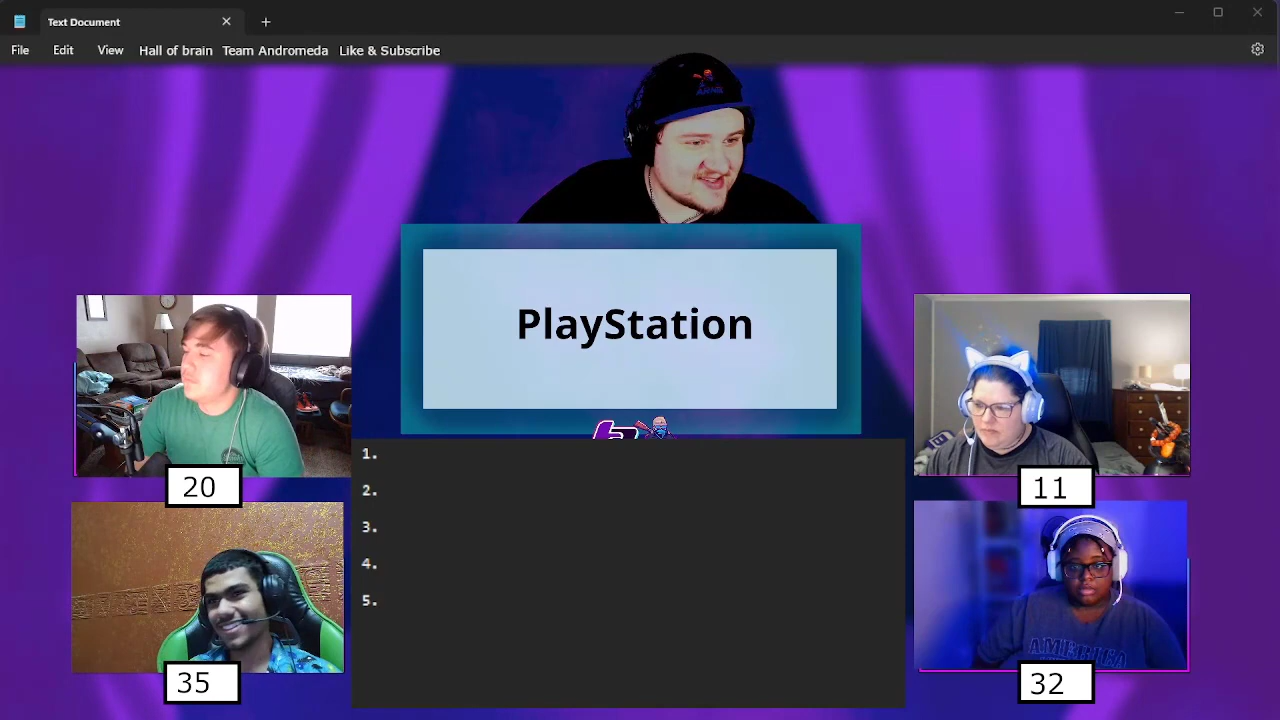 Text Document
File Edit View Hall of brain Team Andromeda Like & Subscribe
PlayStation
1.
2.
3.
4.
5.
20
11
35
32
AMERICA